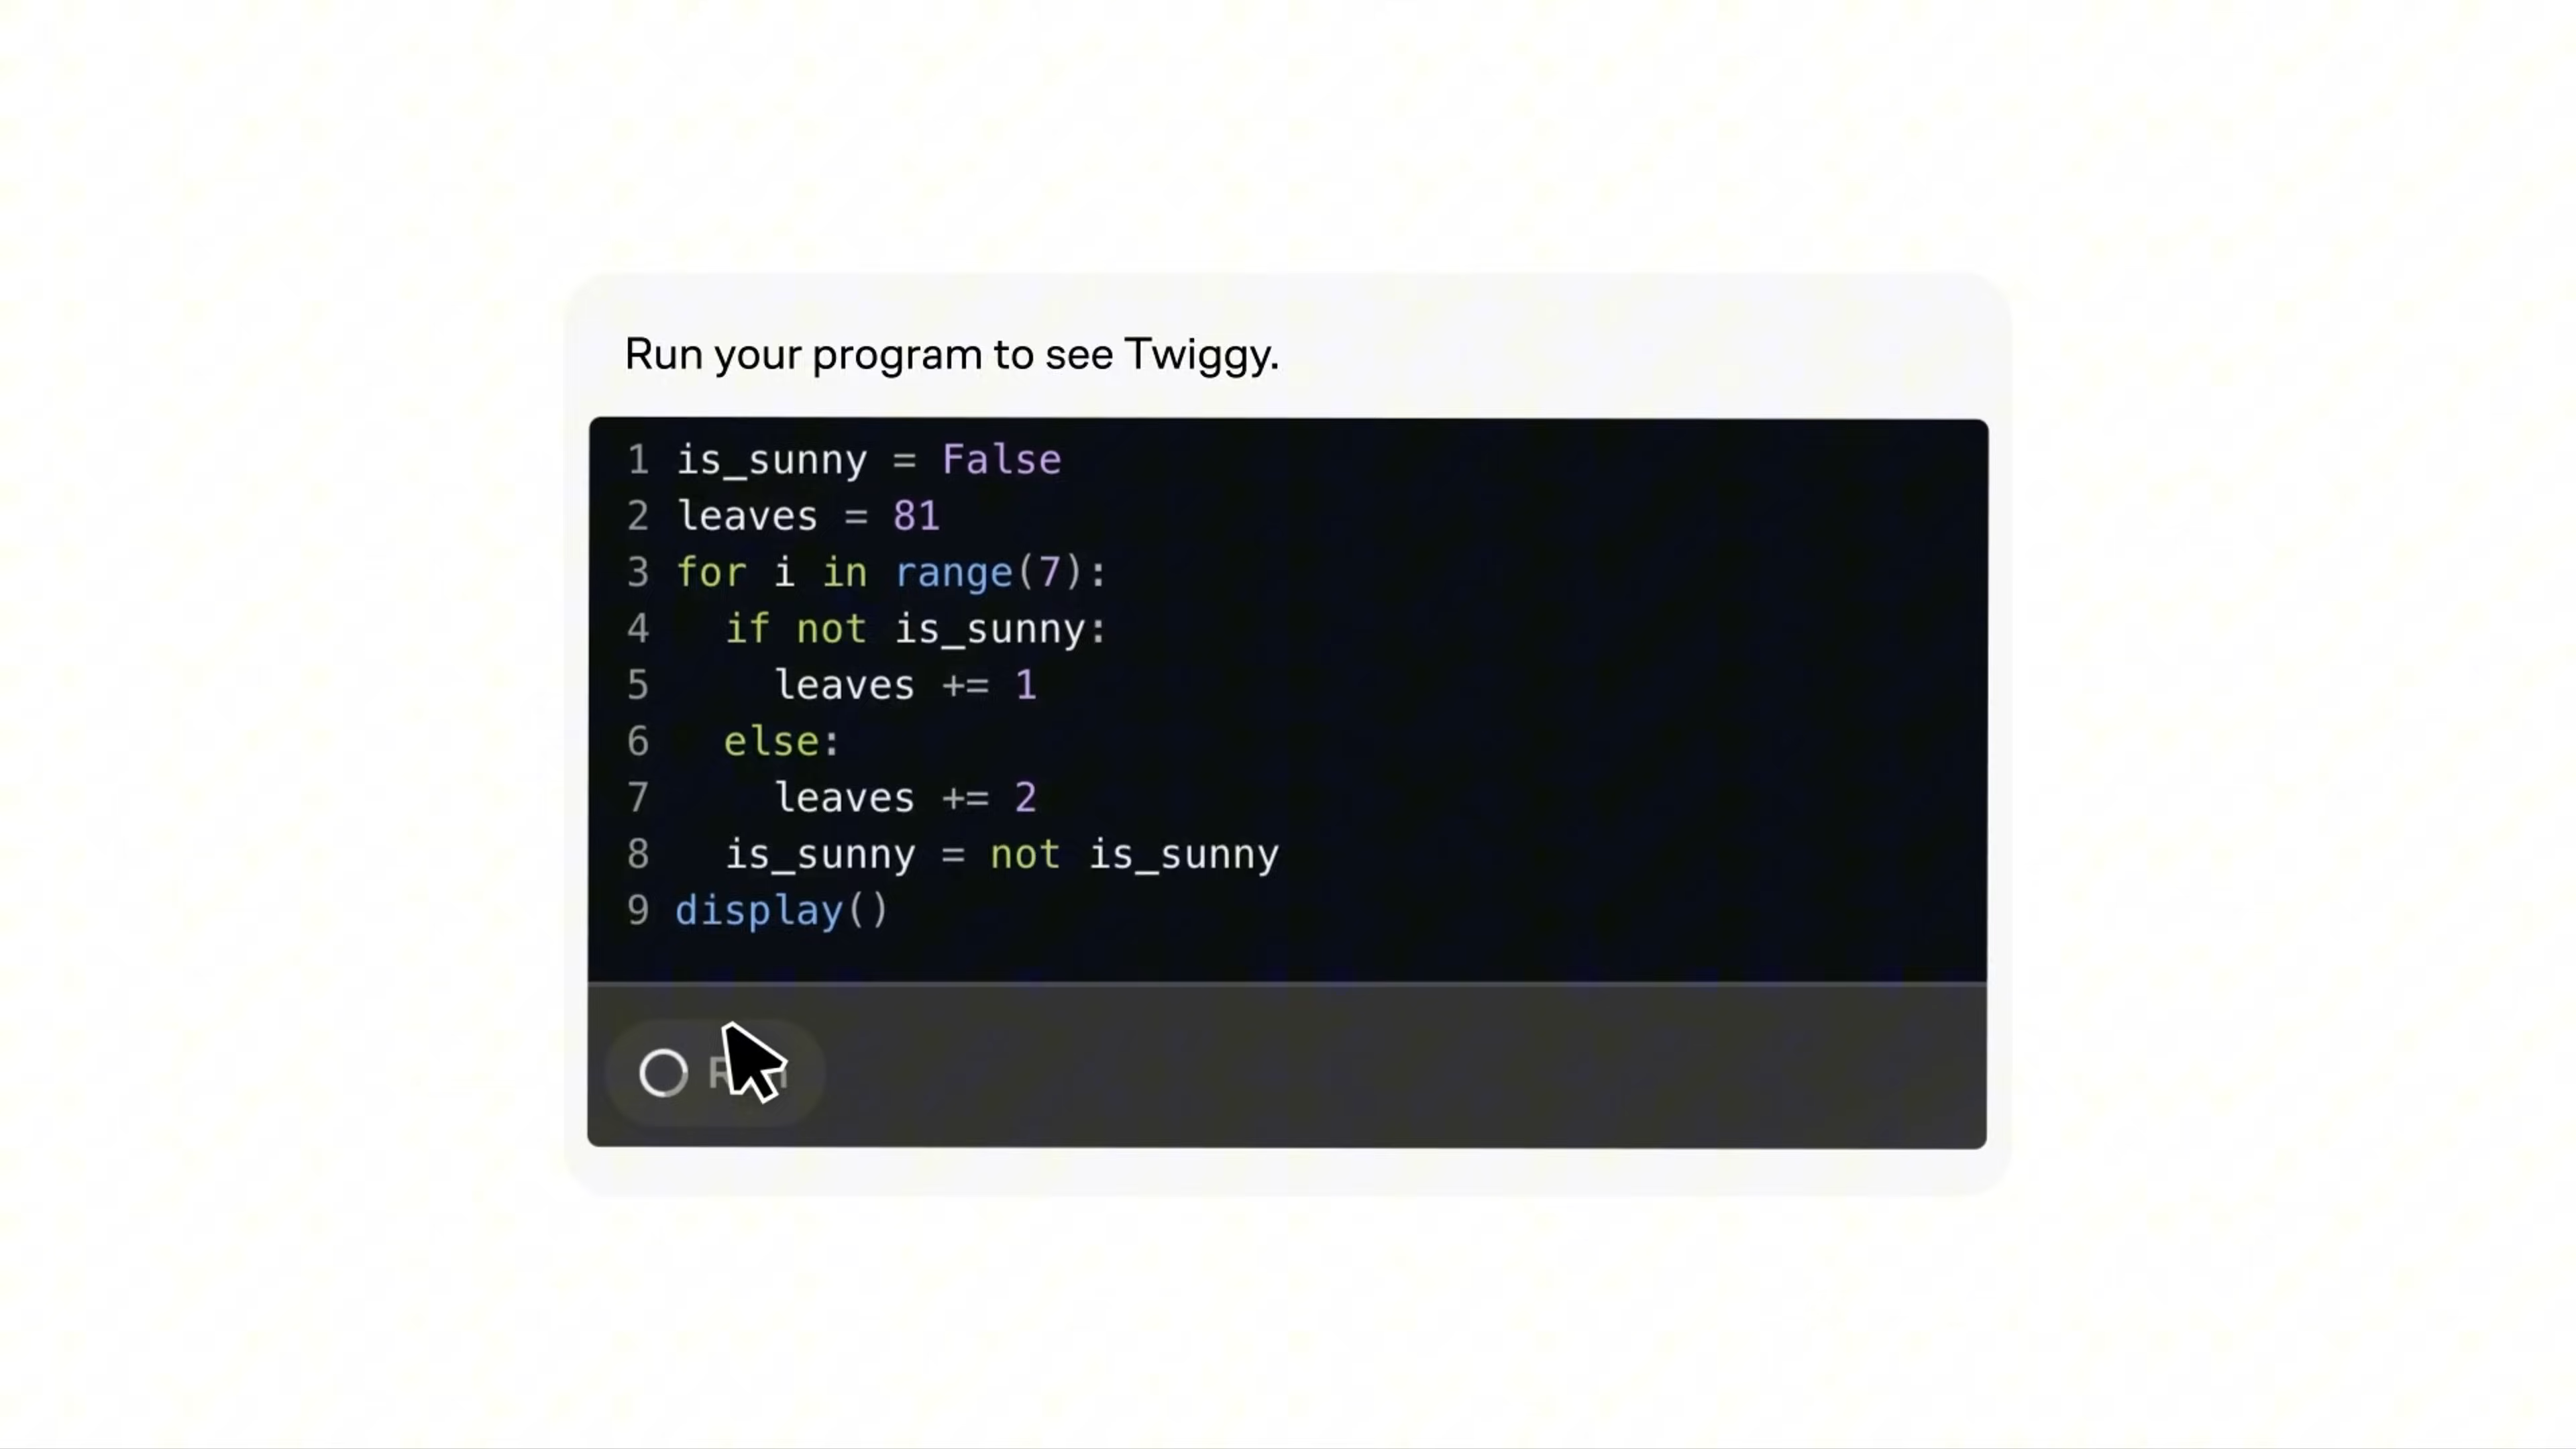 Run your program to see Twiggy.
1 is_sunny = False
2 leaves = 81
3 for i in range(7):
4   if not is_sunny:
5     leaves += 1
6   else:
7     leaves += 2
8   is_sunny = not is_sunny
9 display()